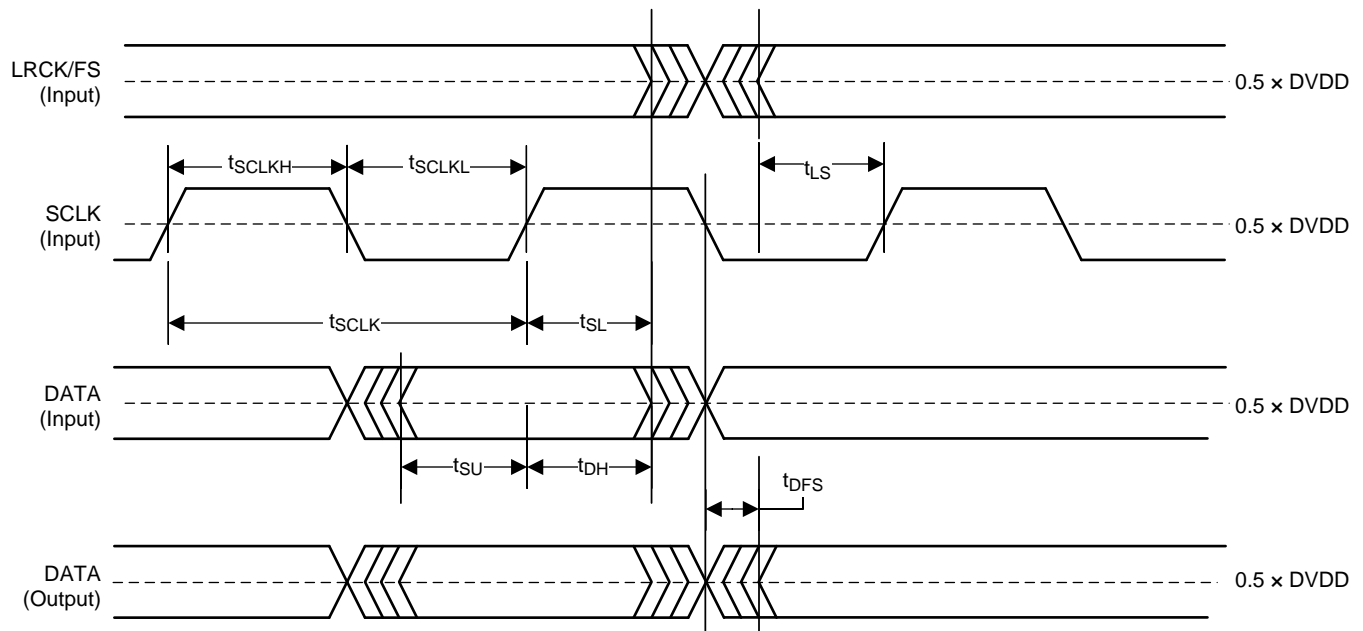 LRCK/FS
(Input)
0.5 × DVDD
tSCLKH
tSCLKL
tLS
SCLK
(Input)
0.5 × DVDD
tSCLK
tSL
DATA
(Input)
0.5 × DVDD
tSU
tDH
tDFS
DATA
(Output)
0.5 × DVDD